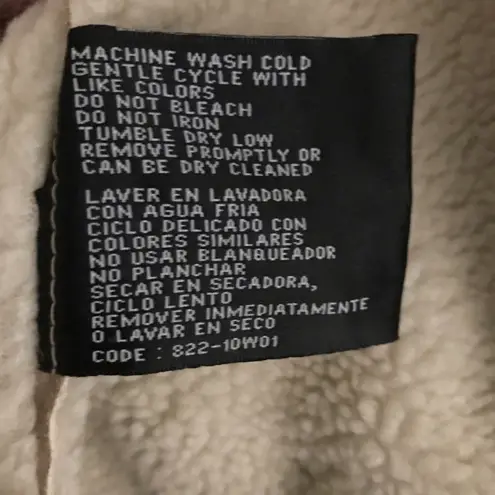 MACHINE WASH COLD
GENTLE CYCLE WITH
LIKE COLORS
DO NOT BLEACH
DO NOT IRON
TUMBLE DRY LOW
REMOVE PROMPTLY OR
CAN BE DRY CLEANED
LAVER EN LAVADORA
CON AGUA FRIA
CICLO DELICADO CON
COLORES SIMILARES
NO USAR BLANQUEADOR
NO PLANCHAR
SECAR EN SECADORA,
CICLO LENTO
REMOVER INMEDIATAMENTE
O LAVAR EN SECO
CODE : 822-10W01